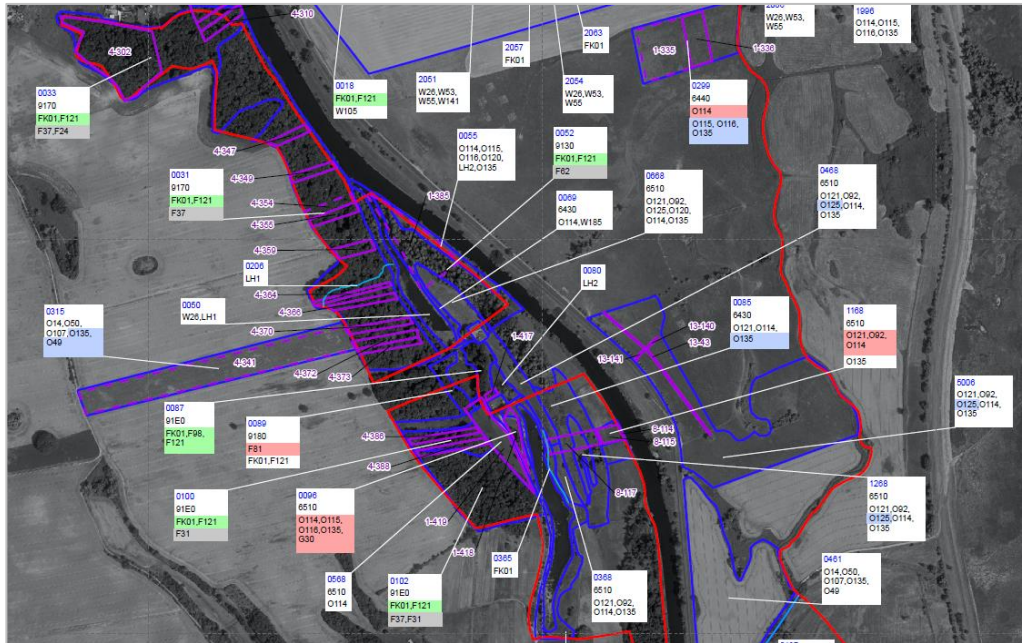 4-310
2058
W26,W53,
W55
1996
O114,O115,
O116,O135
4-302
2063
FK01
2057
FK01
1-335
1-336
0018
FK01,F121
W105
2051
W26,W53,
W55,W141
2054
W26,W53,
W55
0299
6440
O114
O115, O116,
O135
0033
9170
FK01,F121
F37,F24
0055
O114,O115,
O116,O120,
LH2,O135
0052
9130
FK01,F121
F62
4-347
0668
6510
O121,O92,
O125,O120,
O114,O135
0468
6510
O121,O92,
O125,O114,
O135
0031
9170
FK01,F121
F37
4-349
1-385
0069
6430
O114,W185
4-354
4-355
4-359
0206
LH1
0080
LH2
4-364
4-368
0050
W26,LH1
0085
6430
O121,O114,
O135
0315
O14,O50,
O107,O135,
O49
1168
6510
O121,O92,
O114
O135
4-370
1-417
13-140
13-43
13-141
4-341
4-372
4-373
5006
O121,O92,
O125,O114,
O135
0087
91E0
FK01,F98,
F121
0089
9180
F81
FK01,F121
4-386
8-114
8-115
4-388
0100
91E0
FK01,F121
F31
0096
6510
O114,O115,
O116,O135,
G30
8-117
1268
6510
O121,O92,
O125,O114,
O135
1-419
1-418
0365
FK01
0461
O14,O50,
O107,O135,
O49
0568
6510
O114
0102
91E0
FK01,F121
F37,F31
0368
6510
O121,O92,
O114,O135